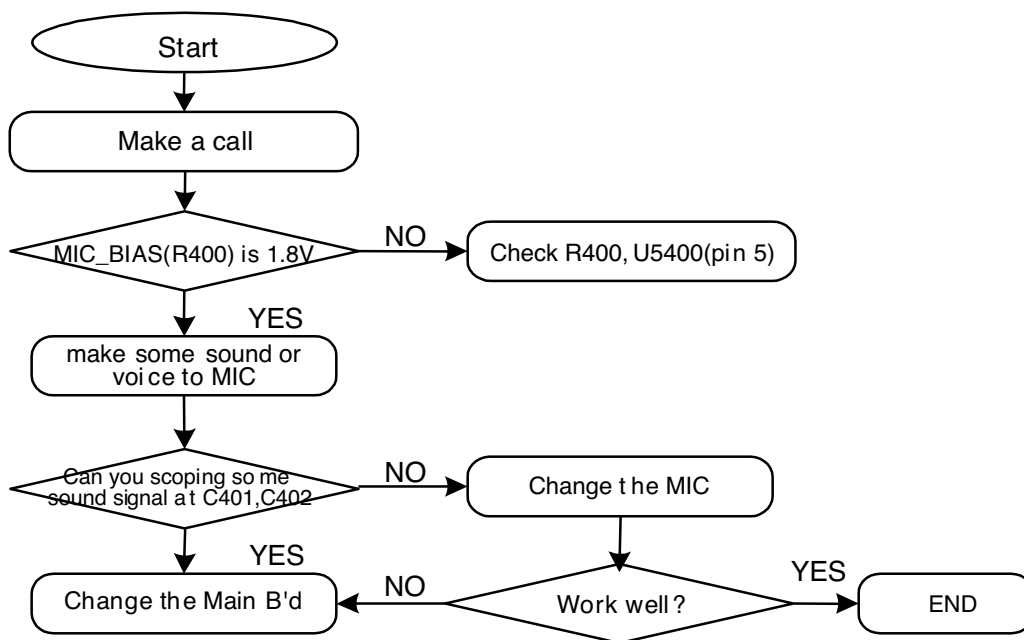 Start
Make a call
MIC_BIAS(R400) is 1.8V
NO
Check R400, U5400(pin 5)
YES
make some sound or
voice to MIC
Can you scoping some
sound signal at C401,C402
NO
Change the MIC
YES
Change the Main B'd
NO
Work well?
YES
END